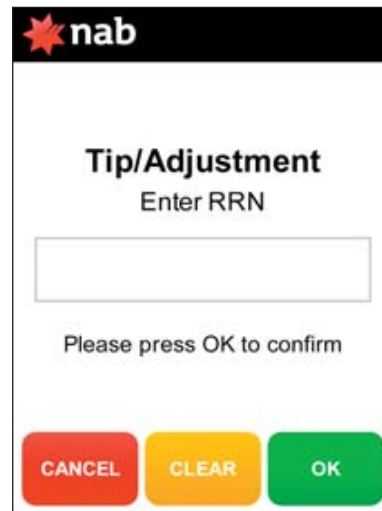 nab
Tip/Adjustment
Enter RRN
Please press OK to confirm
CANCEL CLEAR OK